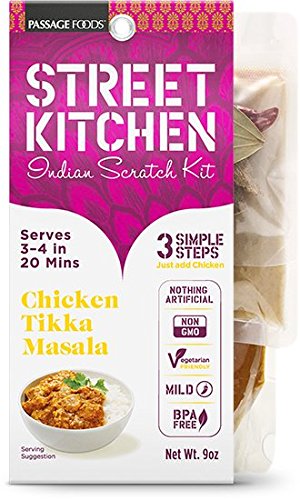 PASSAGE FOODS
STREET
KITCHEN
Indian Scratch Kit
Serves
3-4 in
20 Mins
3 SIMPLE
STEPS
Just add Chicken
Chicken
Tikka
Masala
NOTHING
ARTIFICIAL
NON
GMO
Vegetarian
FRIENDLY
MILD
BPA
FREE
Serving
Suggestion
Net Wt. 9oz